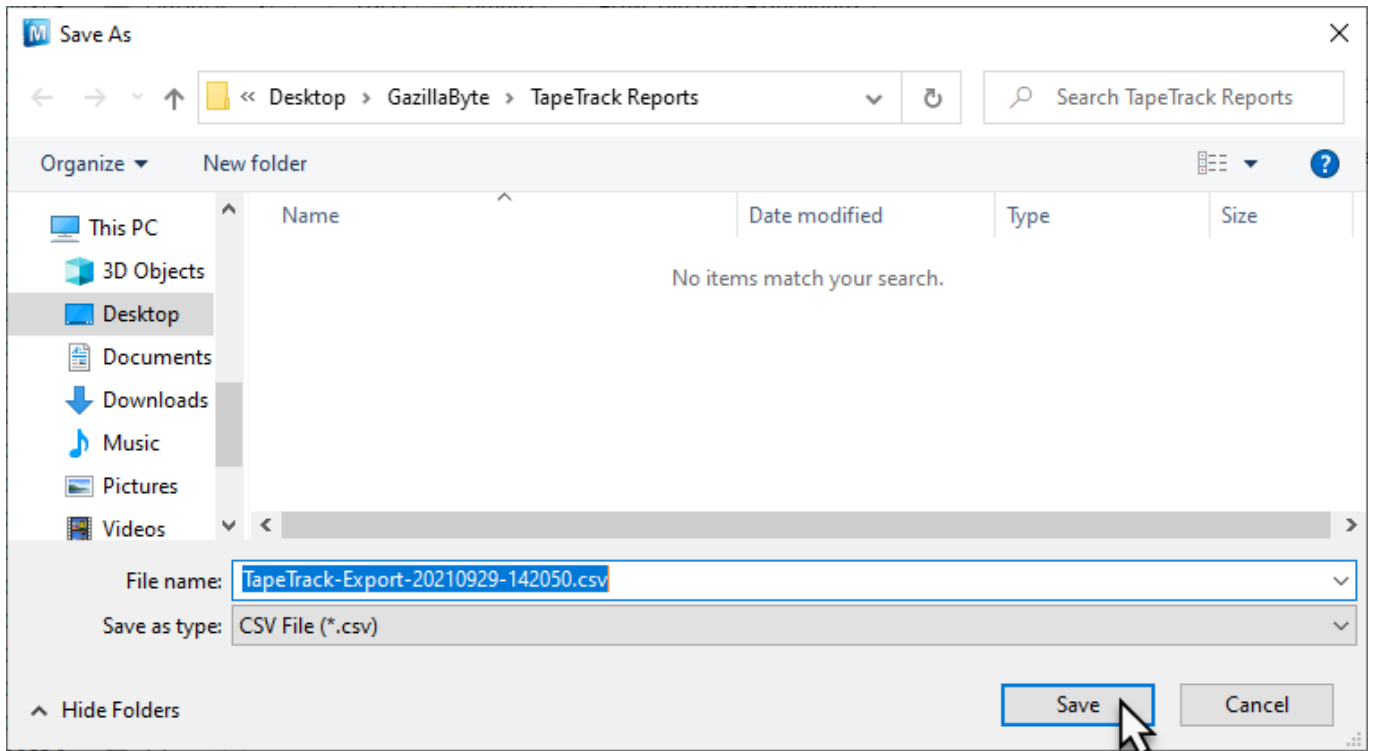 Save As
« Desktop > GazillaByte > TapeTrack Reports
Search TapeTrack Reports
Organize
New folder
?
Name
Date modified
Type
Size
This PC
3D Objects
Desktop
Documents
Downloads
Music
Pictures
Videos
No items match your search.
File name: TapeTrack-Export-20210929-142050.csv
Save as type: CSV File (*.csv)
Hide Folders
Save
Cancel